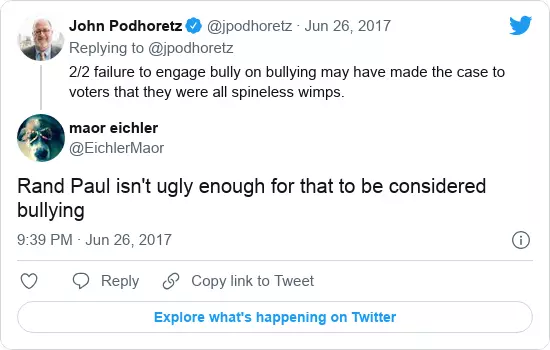 John Podhoretz @jpodhoretz · Jun 26, 2017
Replying to @jpodhoretz
2/2 failure to engage bully on bullying may have made the case to
voters that they were all spineless wimps.
maor eichler
@EichlerMaor
Rand Paul isn't ugly enough for that to be considered
bullying
9:39 PM · Jun 26, 2017
Reply
Copy link to Tweet
Explore what's happening on Twitter